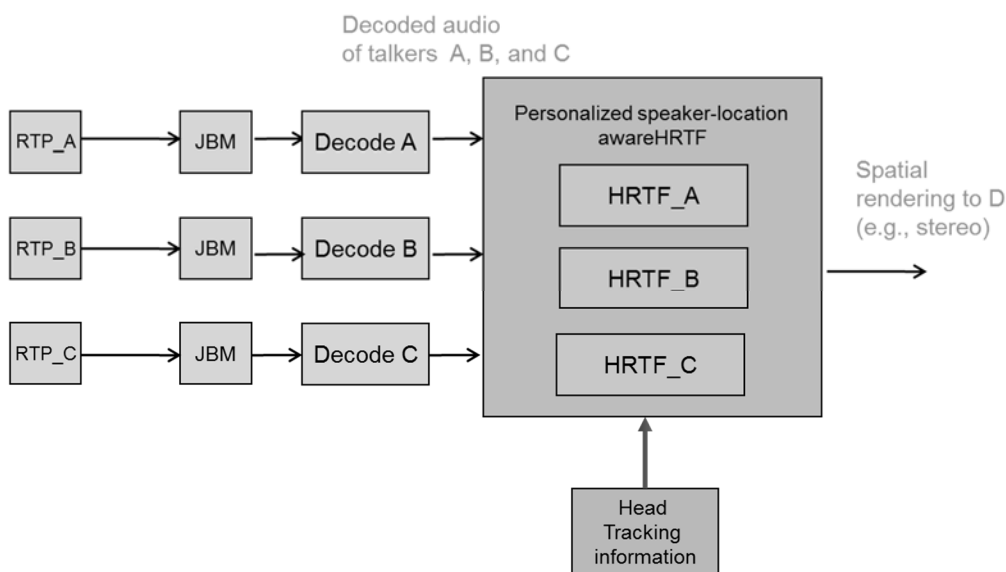 Decoded audio
of talkers A, B, and C
RTP_A
JBM
Decode A
RTP_B
JBM
Decode B
RTP_C
JBM
Decode C
Personalized speaker-location
awareHRTF
HRTF_A
HRTF_B
HRTF_C
Spatial
rendering to D
(e.g., stereo)
Head
Tracking
information